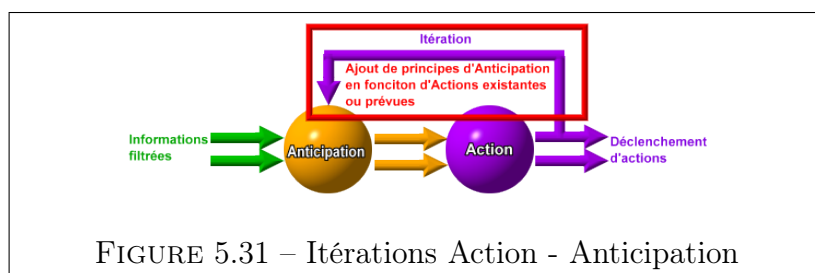 Itération
Ajout de principes d'Anticipation
en fonciton d'Actions existantes
ou prévues
Informations
filtrées
Anticipation
Action
Déclenchement
d'actions
FIGURE 5.31 – Itérations Action - Anticipation